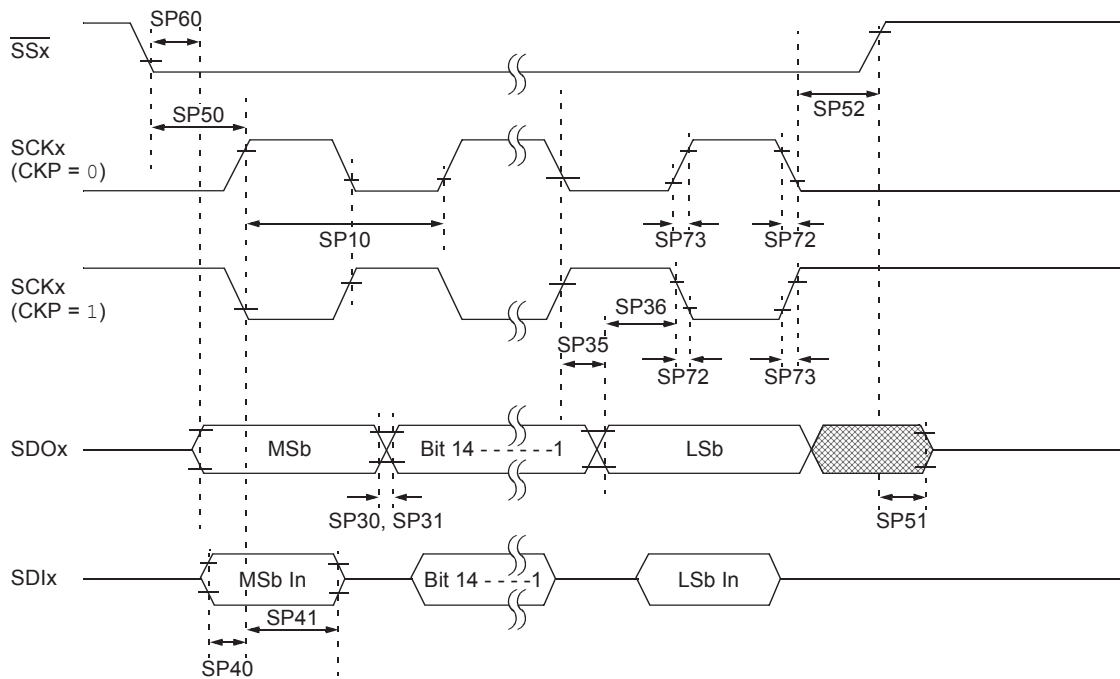 SP60
SSx
SP50
SP52
SCKx
(CKP = 0)
SP10
SP73
SP72
SCKx
(CKP = 1)
SP36
SP35
SP72
SP73
SDOx
MSb
Bit 14 - - - - - -1
LSb
SP30, SP31
SP51
SDIx
MSb In
Bit 14 - - - -1
LSb In
SP41
SP40